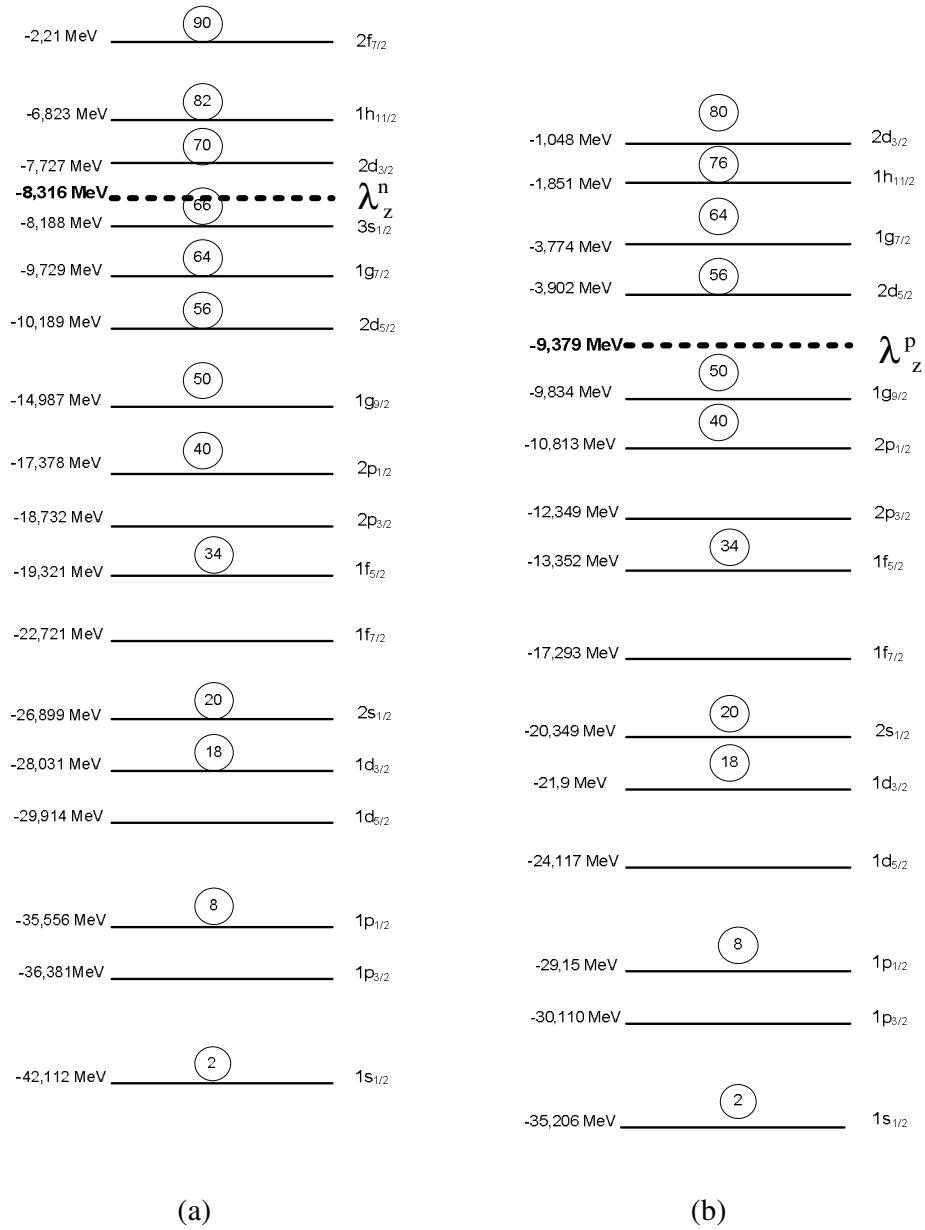 90
-2,21 MeV 2f7/2
82
-6,823 MeV 1h11/2
70
-7,727 MeV 2d3/2
-8,316 MeV λnz
66
-8,188 MeV 3s1/2
64
-9,729 MeV 1g7/2
56
-10,189 MeV 2d5/2
50
-14,987 MeV 1g9/2
40
-17,378 MeV 2p1/2
-18,732 MeV 2p3/2
34
-19,321 MeV 1f5/2
-22,721 MeV 1f7/2
20
-26,899 MeV 2s1/2
18
-28,031 MeV 1d3/2
-29,914 MeV 1d5/2
8
-35,556 MeV 1p1/2
-36,381MeV 1p3/2
2
-42,112 MeV 1s1/2
(a)
80
-1,048 MeV 2d3/2
76
-1,851 MeV 1h11/2
64
-3,774 MeV 1g7/2
56
-3,902 MeV 2d5/2
-9,379 MeV λpz
50
-9,834 MeV 1g9/2
40
-10,813 MeV 2p1/2
-12,349 MeV 2p3/2
34
-13,352 MeV 1f5/2
-17,293 MeV 1f7/2
20
-20,349 MeV 2s1/2
18
-21,9 MeV 1d3/2
-24,117 MeV 1d5/2
8
-29,15 MeV 1p1/2
-30,110 MeV 1p3/2
2
-35,206 MeV 1s1/2
(b)